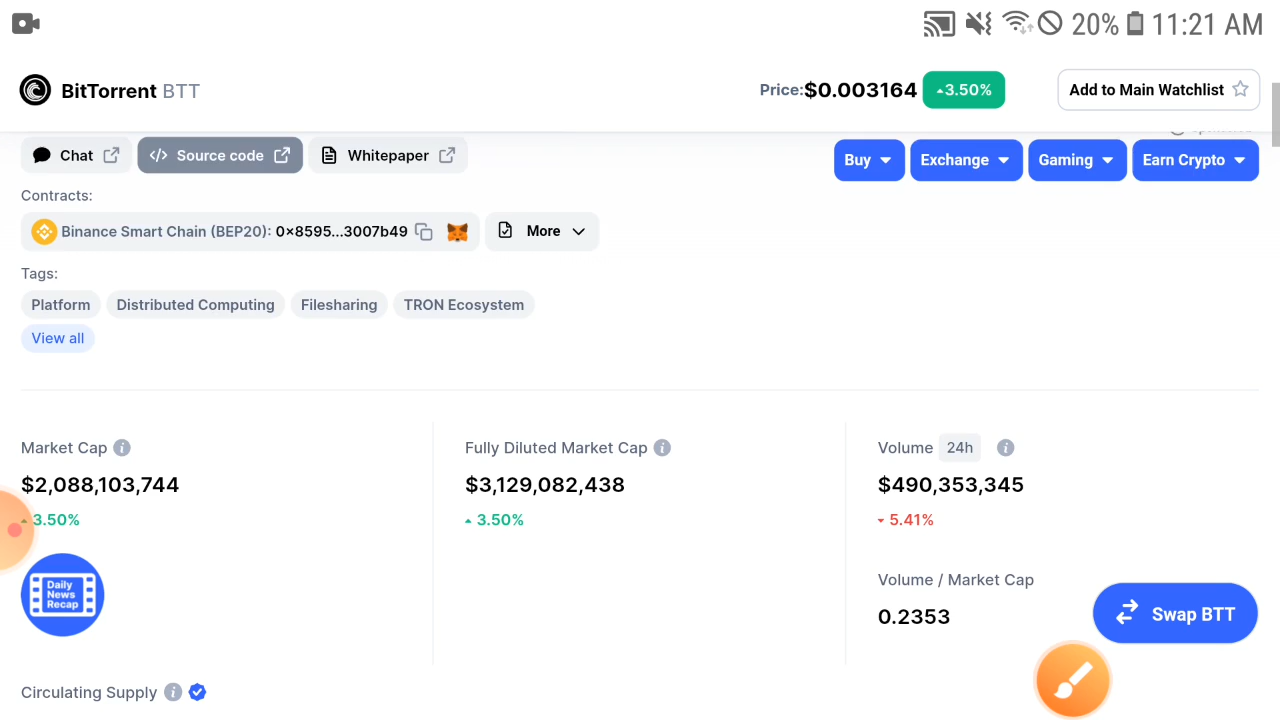 20% 11:21 AM
BitTorrent BTT
Price:$0.003164 3.50% Add to Main Watchlist
Chat Source code Whitepaper
Buy Exchange Gaming Earn Crypto
Contracts:
Binance Smart Chain (BEP20): 0x8595...3007b49 More
Tags:
Platform Distributed Computing Filesharing TRON Ecosystem
View all
Market Cap Fully Diluted Market Cap Volume 24h
$2,088,103,744 $3,129,082,438 $490,353,345
3.50% 3.50% 5.41%
Daily
News
Recap
Volume / Market Cap
0.2353
Swap BTT
Circulating Supply